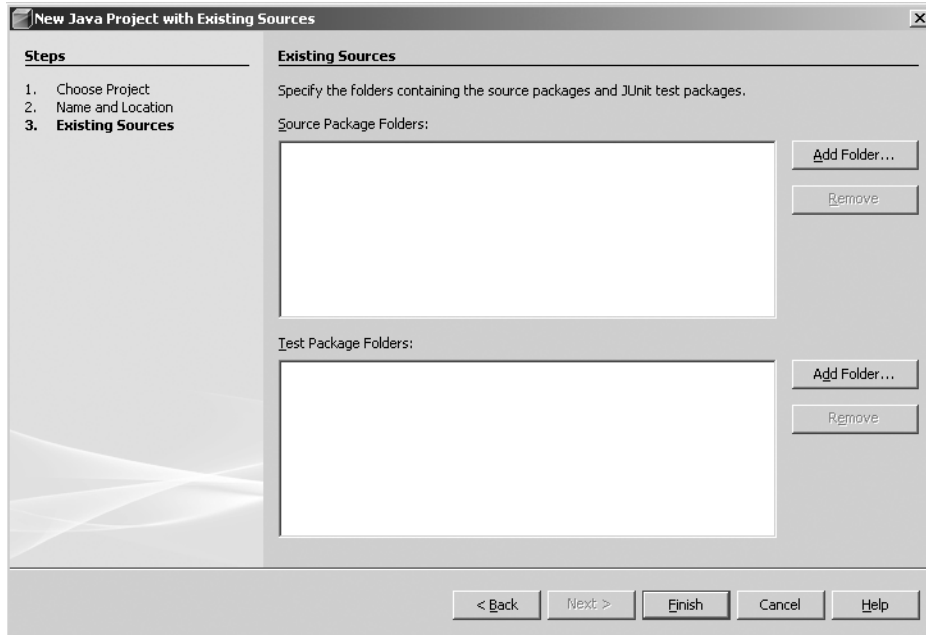 New Java Project with Existing Sources
Steps
1. Choose Project
2. Name and Location
3. Existing Sources
Existing Sources
Specify the folders containing the source packages and JUnit test packages.
Source Package Folders:
Add Folder...
Remove
Test Package Folders:
Add Folder...
Remove
< Back
Next >
Finish
Cancel
Help